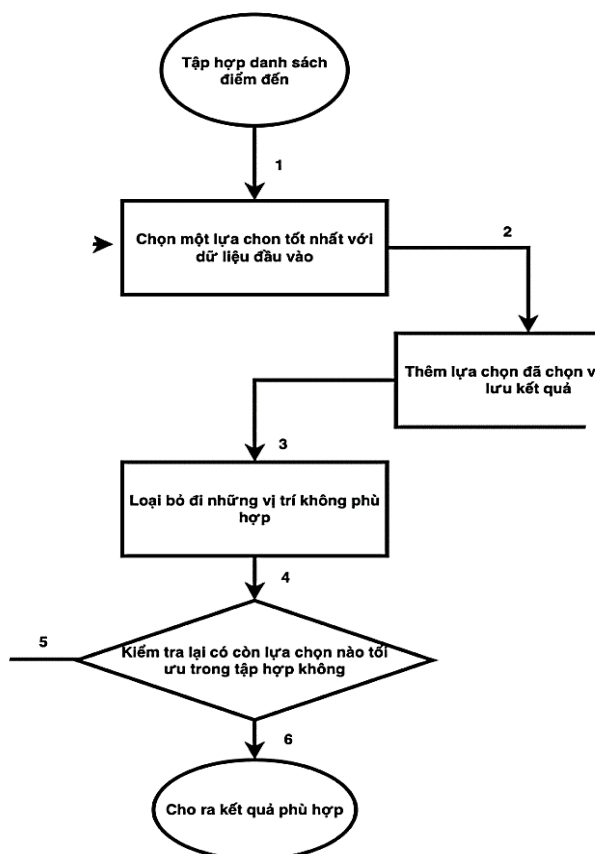 Tập hợp danh sách
điểm đến
1
Chọn một lựa chon tốt nhất với
dữ liệu đầu vào
2
Thêm lựa chọn đã chọn v
lưu kết quả
3
Loại bỏ đi những vị trí không phù
hợp
4
Kiểm tra lại có còn lựa chọn nào tối
ưu trong tập hợp không
5
6
Cho ra kết quả phù hợp